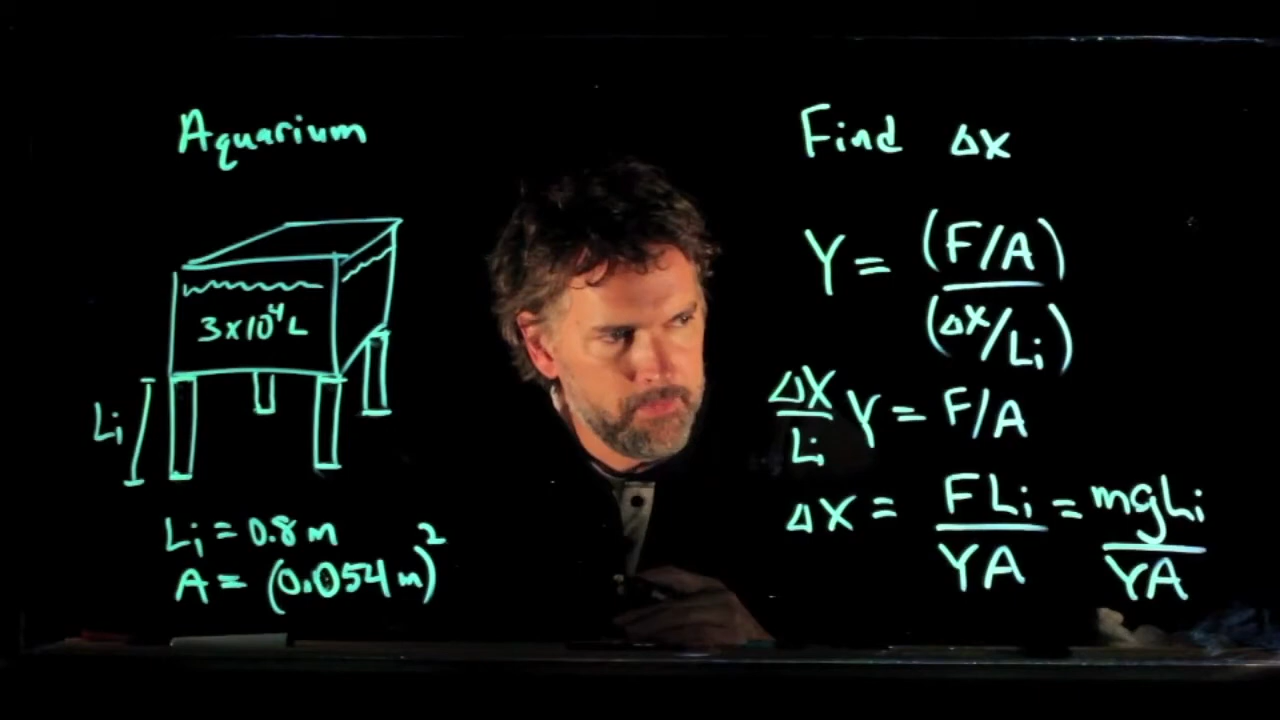 Aquarium
3x10⁴ L
Li
Li = 0.8 m
A = (0.054 m)²
Find Δx
Y = (F/A)
(Δx/Li)
Δx
Li
Y = F/A
Δx = FLi = mgLi
YA YA